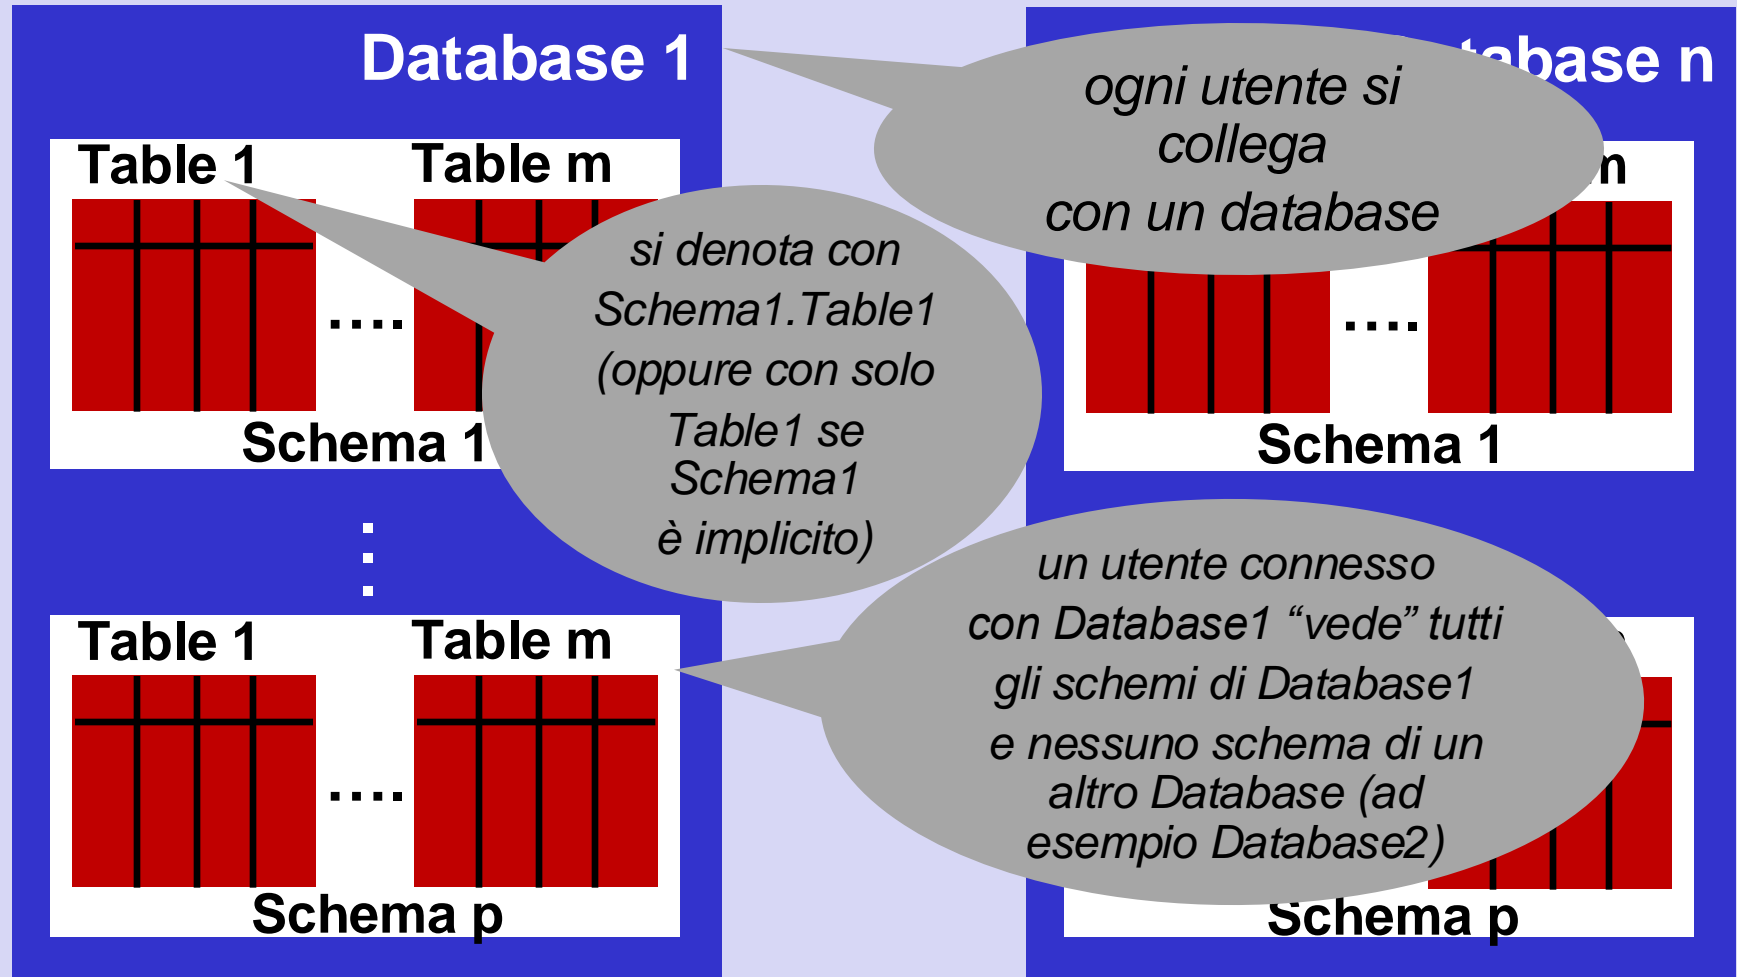 Database 1
Table 1
Table m
....
Schema 1
Table 1
Table m
....
Schema p
si denota con
Schema1.Table1
(oppure con solo
Table1 se
Schema1
è implicito)
ogni utente si
collega
con un database
base n
....
Schema 1
un utente connesso
con Database1 “vede” tutti
gli schemi di Database1
e nessuno schema di un
altro Database (ad
esempio Database2)
Schema p